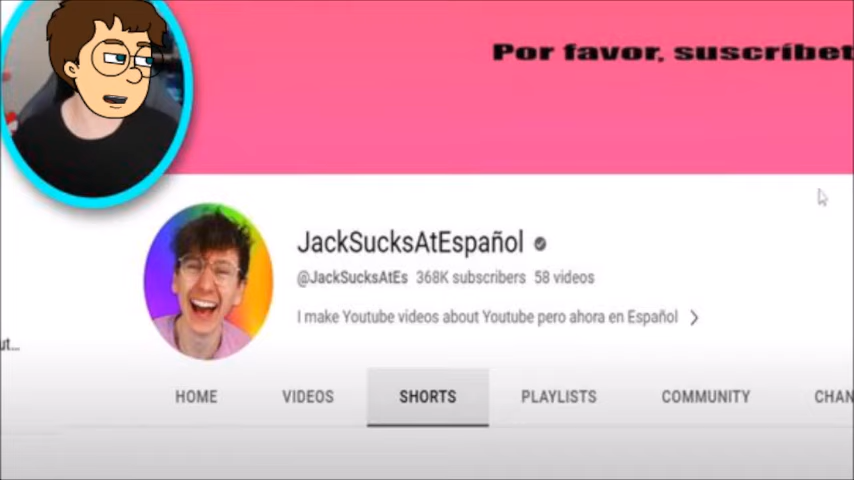 Por favor, suscríbet
JackSucksAtEspañol
@JackSucksAtEs 368K subscribers 58 videos
I make Youtube videos about Youtube pero ahora en Español
ut...
HOME VIDEOS SHORTS PLAYLISTS COMMUNITY CHAN